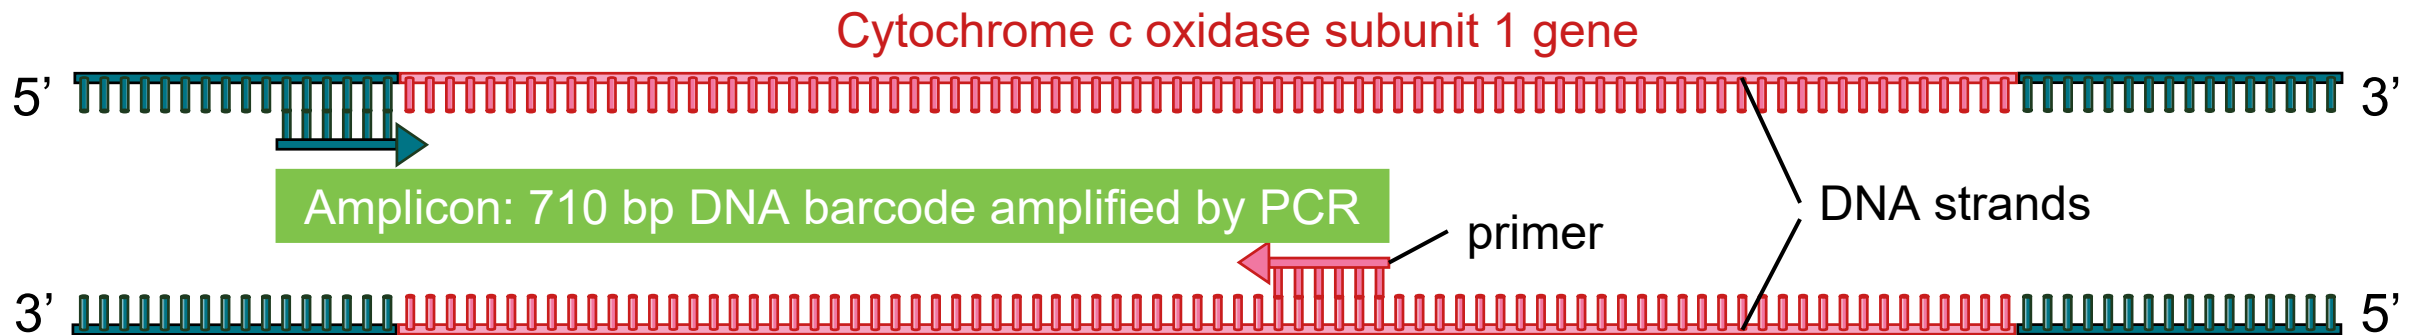 Cytochrome c oxidase subunit 1 gene
5’
3’
Amplicon: 710 bp DNA barcode amplified by PCR
DNA strands
primer
3’
5’